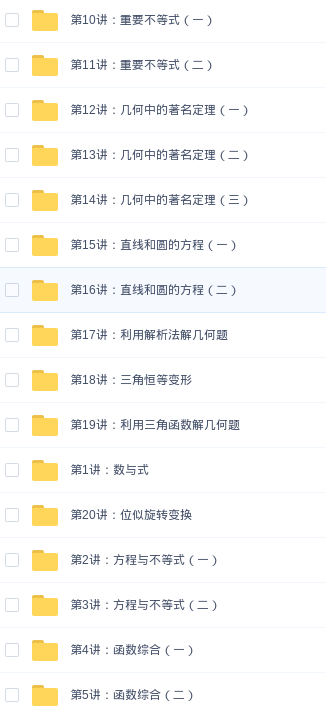 第10讲：重要不等式（一）
第11讲：重要不等式（二）
第12讲：几何中的著名定理（一）
第13讲：几何中的著名定理（二）
第14讲：几何中的著名定理（三）
第15讲：直线和圆的方程（一）
第16讲：直线和圆的方程（二）
第17讲：利用解析法解几何题
第18讲：三角恒等变形
第19讲：利用三角函数解几何题
第1讲：数与式
第20讲：位似旋转变换
第2讲：方程与不等式（一）
第3讲：方程与不等式（二）
第4讲：函数综合（一）
第5讲：函数综合（二）